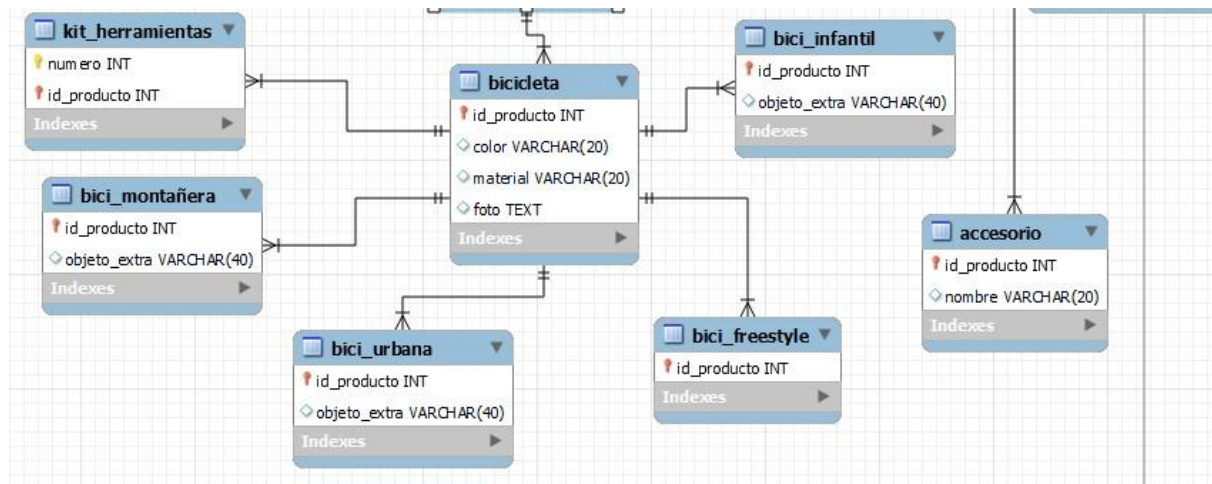 kit_herramientas
numero INT
id_producto INT
Indexes
bicicleta
id_producto INT
color VARCHAR(20)
material VARCHAR(20)
foto TEXT
Indexes
bici_infantil
id_producto INT
objeto_extra VARCHAR(40)
Indexes
bici_montañera
id_producto INT
objeto_extra VARCHAR(40)
Indexes
accesorio
id_producto INT
nombre VARCHAR(20)
Indexes
bici_urbana
id_producto INT
objeto_extra VARCHAR(40)
Indexes
bici_freestyle
id_producto INT
Indexes